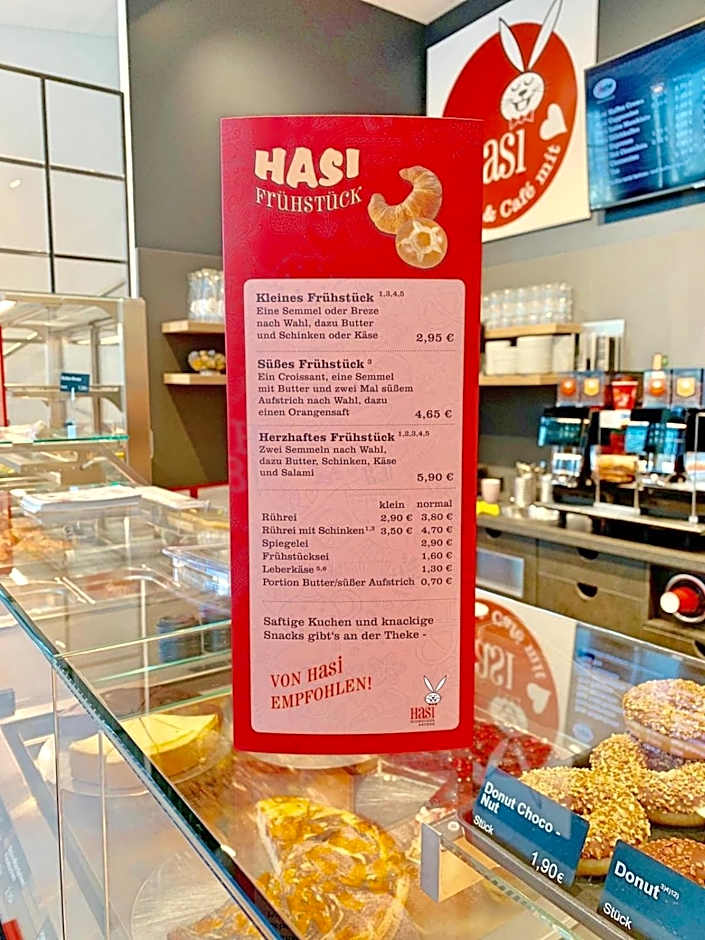 HASI
FRÜHSTÜCK
Kleines Frühstück 1,3,4,5
Eine Semmel oder Breze
nach Wahl, dazu Butter
und Schinken oder Käse 2,95 €
Süßes Frühstück 3
Ein Croissant, eine Semmel
mit Butter und zwei Mal süßem
Aufstrich nach Wahl, dazu
einen Orangensaft 4,65 €
Herzhaftes Frühstück 1,2,3,4,5
Zwei Semmeln nach Wahl,
dazu Butter, Schinken, Käse
und Salami 5,90 €
klein normal
Rührei 2,90 € 3,80 €
Rührei mit Schinken 1,3 3,50 € 4,70 €
Spiegelei 2,90 €
Frühstücksei 1,60 €
Leberkäse 5,6 1,30 €
Portion Butter/süßer Aufstrich 0,70 €
Saftige Kuchen und knackige
Snacks gibt's an der Theke -
VON HASI
EMPFOHLEN!
HASI
asi
& Café mit
Café mit
Donut Choco -
Nut
Stück
1,90€
Donut
Stück